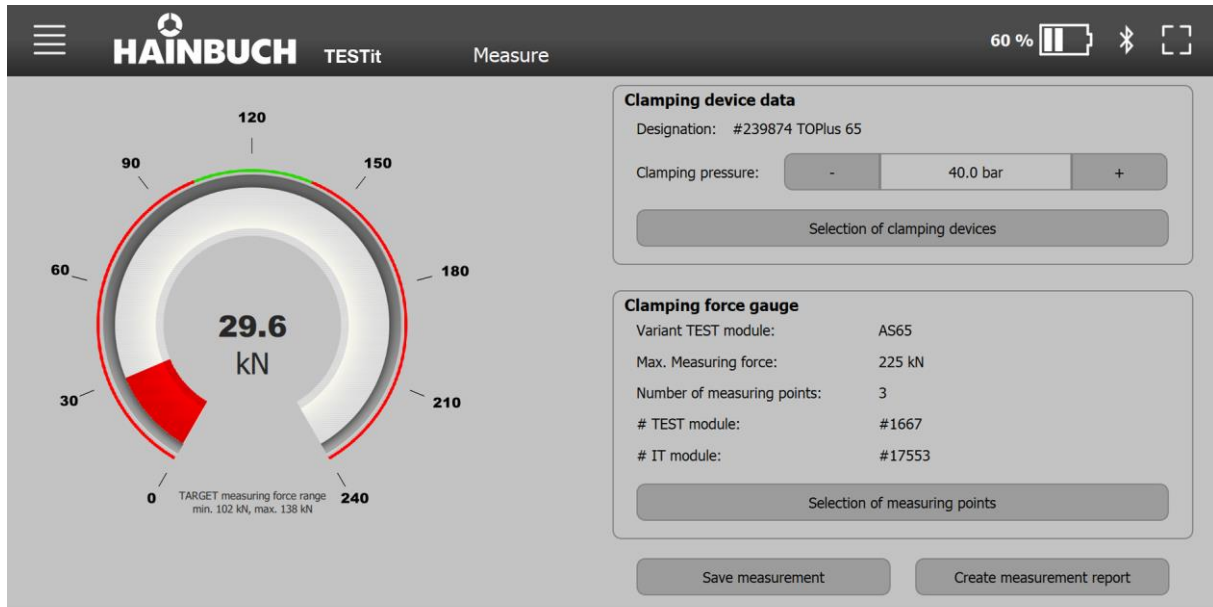 HAINBUCH TESTit Measure 60 %
120
90
150
60
180
29.6
kN
30
210
0
240
TARGET measuring force range
min. 102 kN, max. 138 kN
Clamping device data
Designation: #239874 TOPlus 65
Clamping pressure: - 40.0 bar +
Selection of clamping devices
Clamping force gauge
Variant TEST module: AS65
Max. Measuring force: 225 kN
Number of measuring points: 3
# TEST module: #1667
# IT module: #17553
Selection of measuring points
Save measurement
Create measurement report